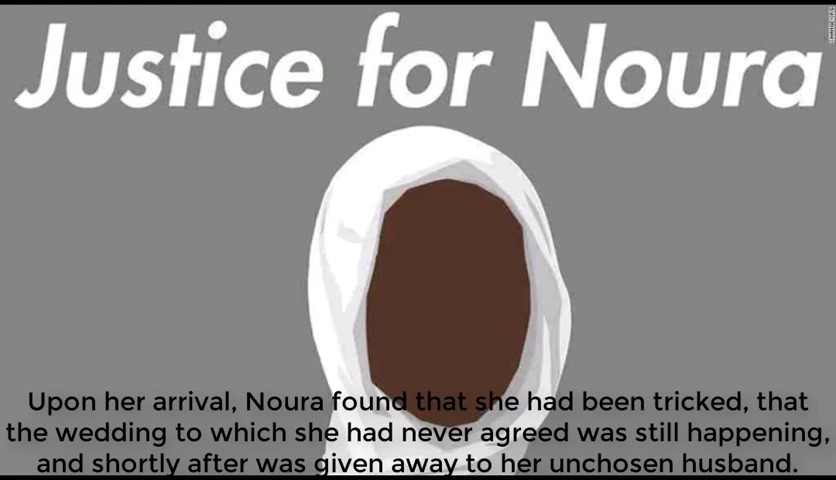 Justice for Noura
Upon her arrival, Noura found that she had been tricked, that
the wedding to which she had never agreed was still happening,
and shortly after was given away to her unchosen husband.